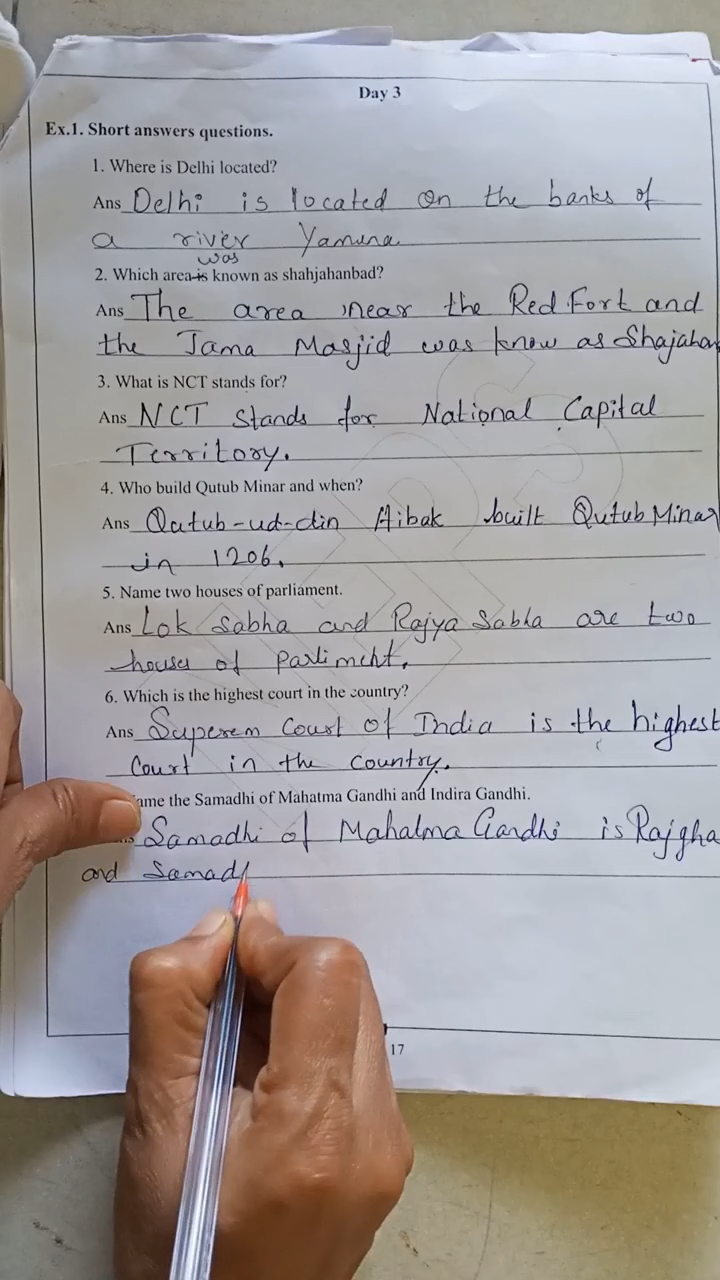 Day 3
Ex.1. Short answers questions.
1. Where is Delhi located?
Ans Delhi is located on the banks of
a river Yamuna
was
2. Which area is known as shahjahanbad?
Ans The area near the Red Fort and
the Jama Masjid was know as Shajahan
3. What is NCT stands for?
Ans NCT stands for National Capital
Territory.
4. Who build Qutub Minar and when?
Ans Qutub-ud-din Aibak built Qutub Minar
in 1206.
5. Name two houses of parliament.
Ans Lok Sabha and Rajya Sabha are two
houses of Parliment.
6. Which is the highest court in the country?
Ans Superem Court of India is the highest
Court in the country.
ame the Samadhi of Mahatma Gandhi and Indira Gandhi.
Samadhi of Mahatma Gandhi is Rajgha
and Samad
17